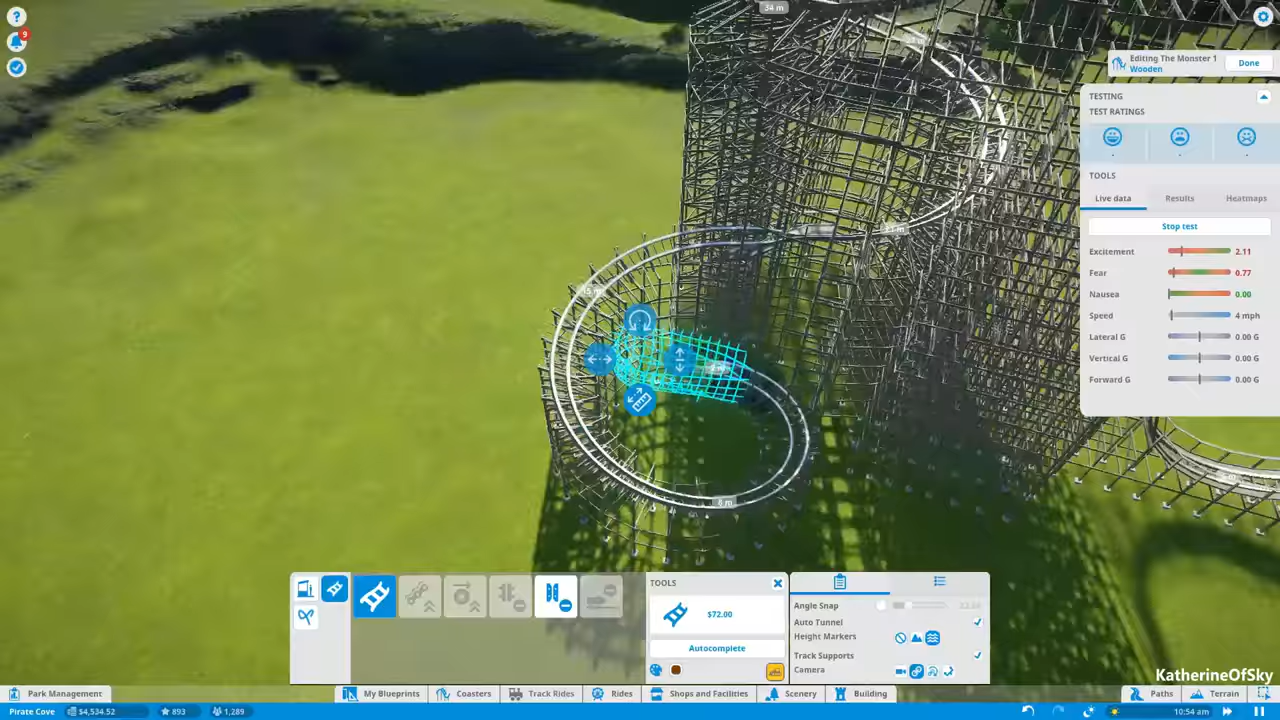 ?
9
34 m
Editing The Monster 1
Wooden
Done
TESTING
TEST RATINGS
-
-
-
TOOLS
Live data
Results
Heatmaps
Stop test
Excitement
2.11
Fear
0.77
Nausea
0.00
Speed
4 mph
Lateral G
0.00 G
Vertical G
0.00 G
Forward G
0.00 G
8 m
TOOLS
$72.00
Autocomplete
Angle Snap
Auto Tunnel
Height Markers
Track Supports
Camera
KatherineOfSky
Park Management
My Blueprints
Coasters
Track Rides
Rides
Shops and Facilities
Scenery
Building
Paths
Terrain
Pirate Cove
$4,534.52
893
1,289
10:54 am